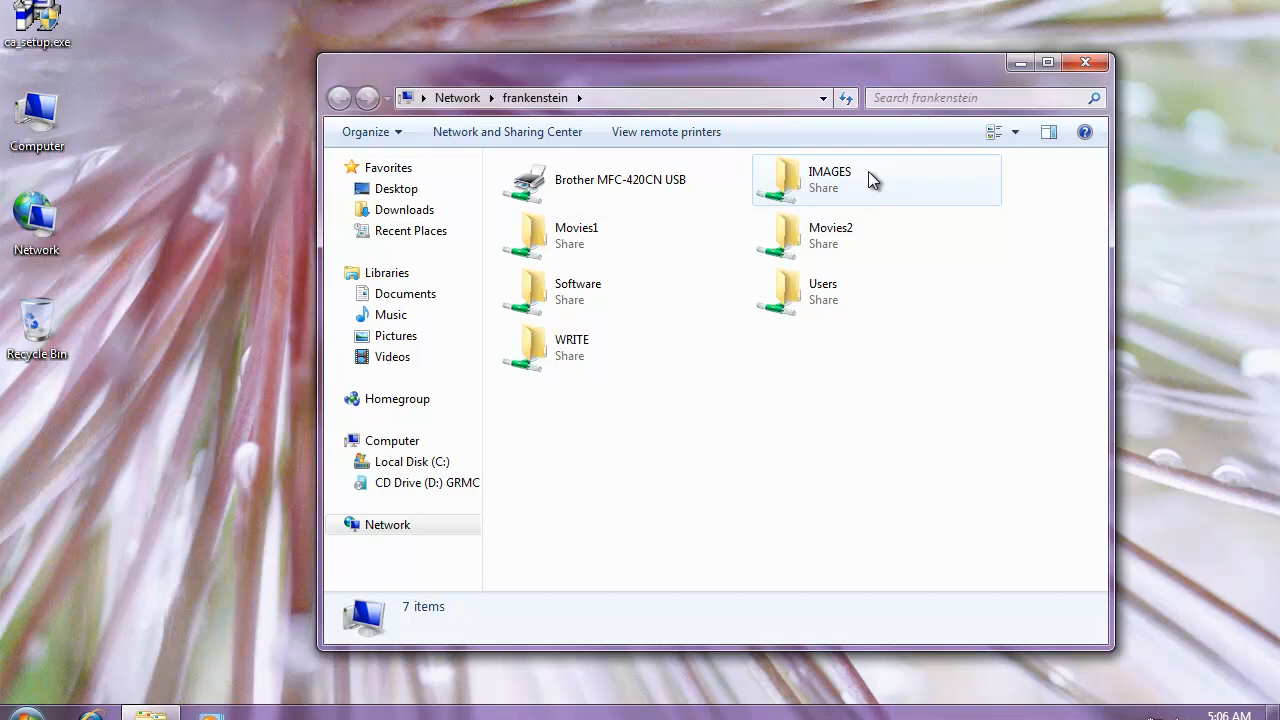 ca_setup.exe
Computer
Network
Recycle Bin
Network frankenstein
Search frankenstein
Organize Network and Sharing Center View remote printers
Favorites
Desktop
Downloads
Recent Places
Libraries
Documents
Music
Pictures
Videos
Homegroup
Computer
Local Disk (C:)
CD Drive (D:) GRMC
Network
Brother MFC-420CN USB
IMAGES
Share
Movies1
Share
Movies2
Share
Software
Share
Users
Share
WRITE
Share
7 items
5:06 AM